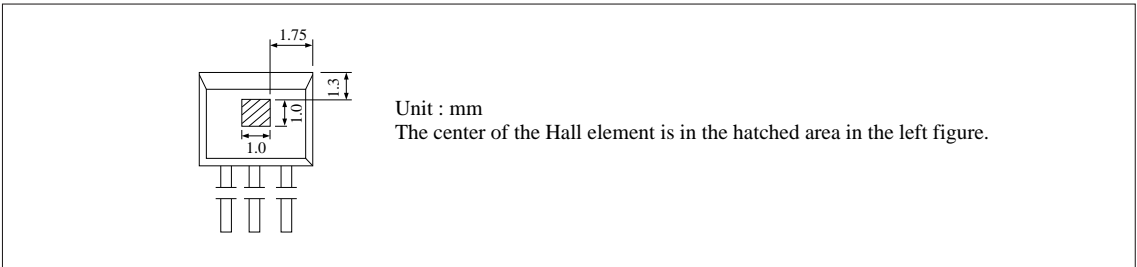 1.75
1.3
1.0
1.0
Unit : mm
The center of the Hall element is in the hatched area in the left figure.